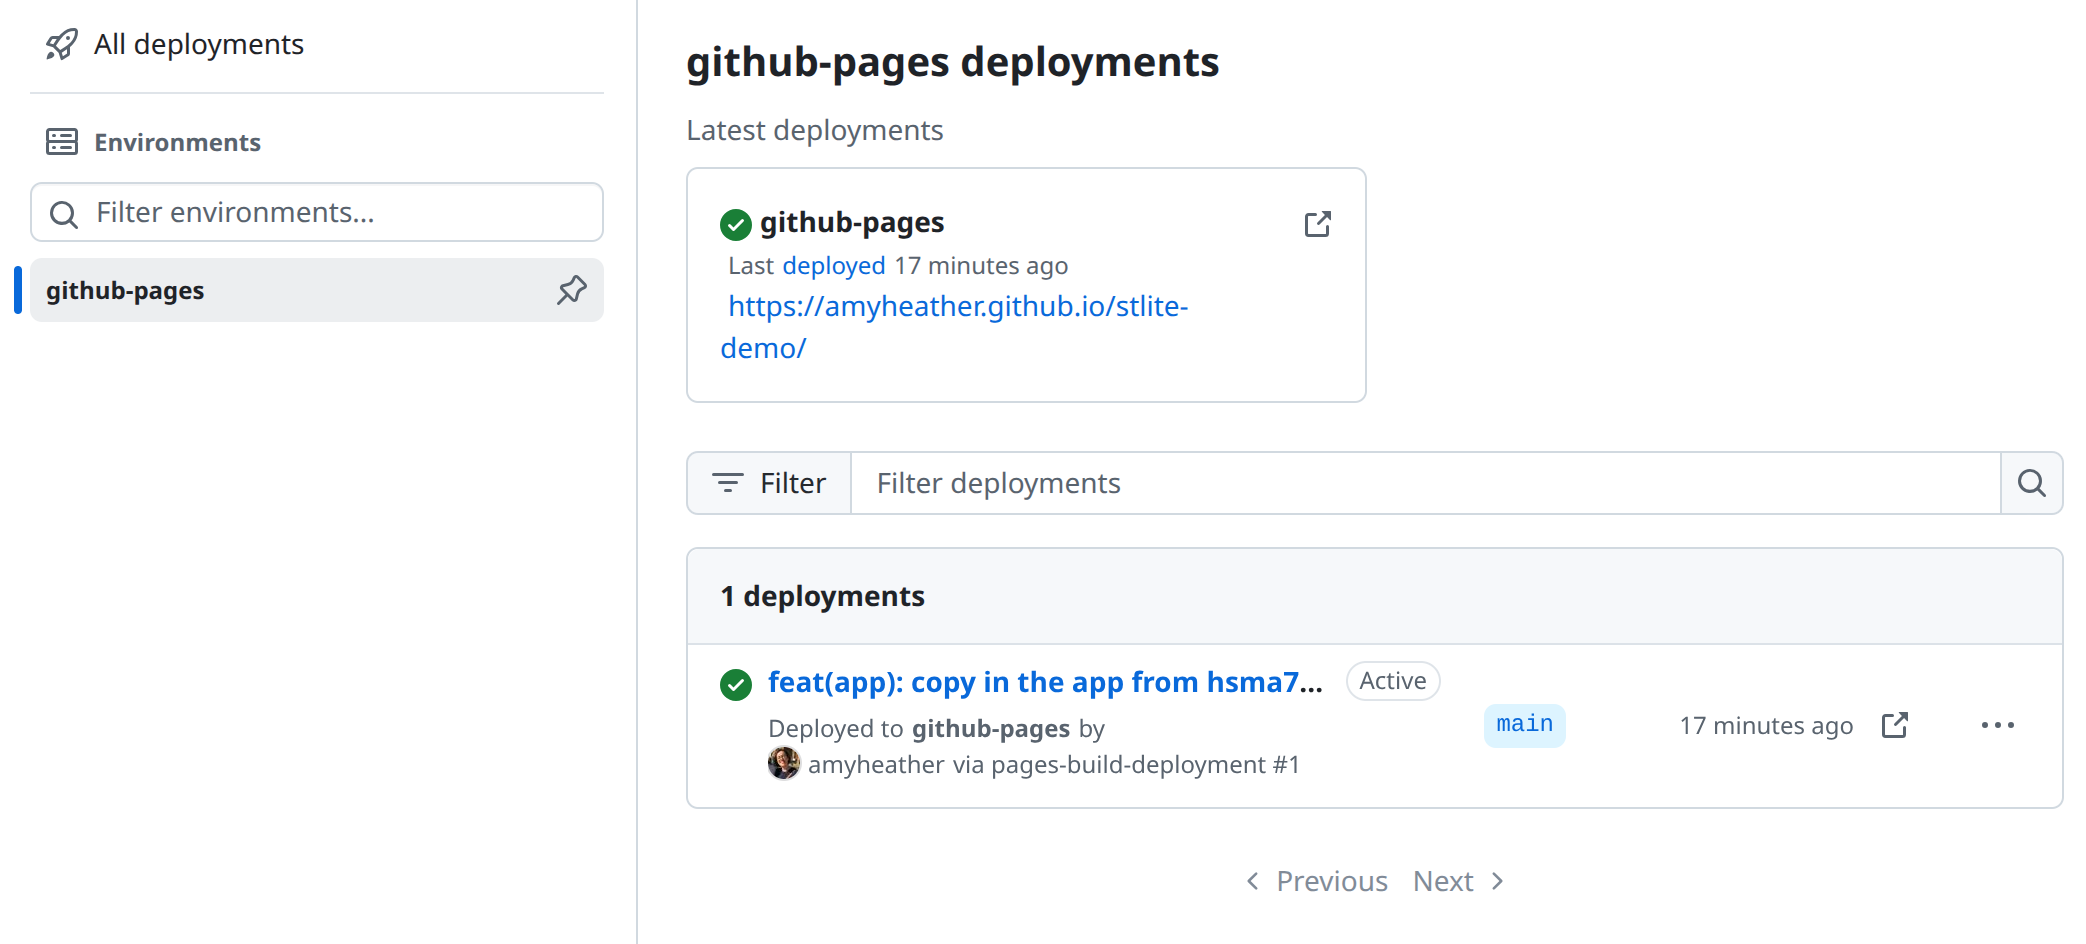 All deployments
Environments
Filter environments...
github-pages
github-pages deployments
Latest deployments
github-pages
Last deployed 17 minutes ago
https://amyheather.github.io/stlite-
demo/
Filter
Filter deployments
1 deployments
feat(app): copy in the app from hsma7...
Active
Deployed to github-pages by
amyheather via pages-build-deployment #1
main
17 minutes ago
Previous
Next